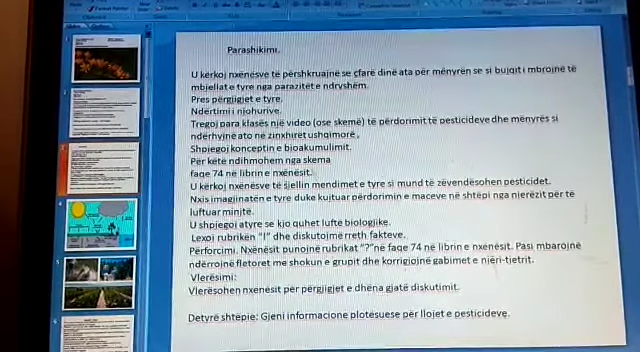 Format Painter
Slides
Parashikimi.
U kërkoj nxënësve të përshkruajnë se çfarë dinë ata për mënyrën se si bujqit i mbrojnë të
mbjellat e tyre nga parazitët e ndryshëm.
Pres përgjigjet e tyre.
Ndërtimi i njohurive.
Tregoj para klasës një video (ose skemë) të përdorimit të pesticideve dhe mënyrës si
ndërhyjnë ato në zinxhirët ushqimorë.
Shpjegoj konceptin e bioakumulimit.
Për këtë ndihmohem nga skema
faqe 74 në librin e nxënësit.
U kërkoj nxënësve të sjellin mendimet e tyre si mund të zëvendësohen pesticidet.
Nxis imagjinatën e tyre duke kujtuar përdorimin e maceve në shtëpi nga njerëzit për të
luftuar minjtë.
U shpjegoj atyre se kjo quhet luftë biologjike.
Lexoj rubrikën "I" dhe diskutojmë rreth fakteve.
Përforcimi. Nxënësit punojnë rubrikat "?" në faqe 74 në librin e nxënësit. Pasi mbarojnë
ndërrojnë fletoret me shokun e grupit dhe korrigjojnë gabimet e njëri-tjetrit.
Vlerësimi:
Vlerësohen nxënësit për përgjigjet e dhëna gjatë diskutimit.
Detyrë shtëpie: Gjeni informacione plotësuese për llojet e pesticideve.